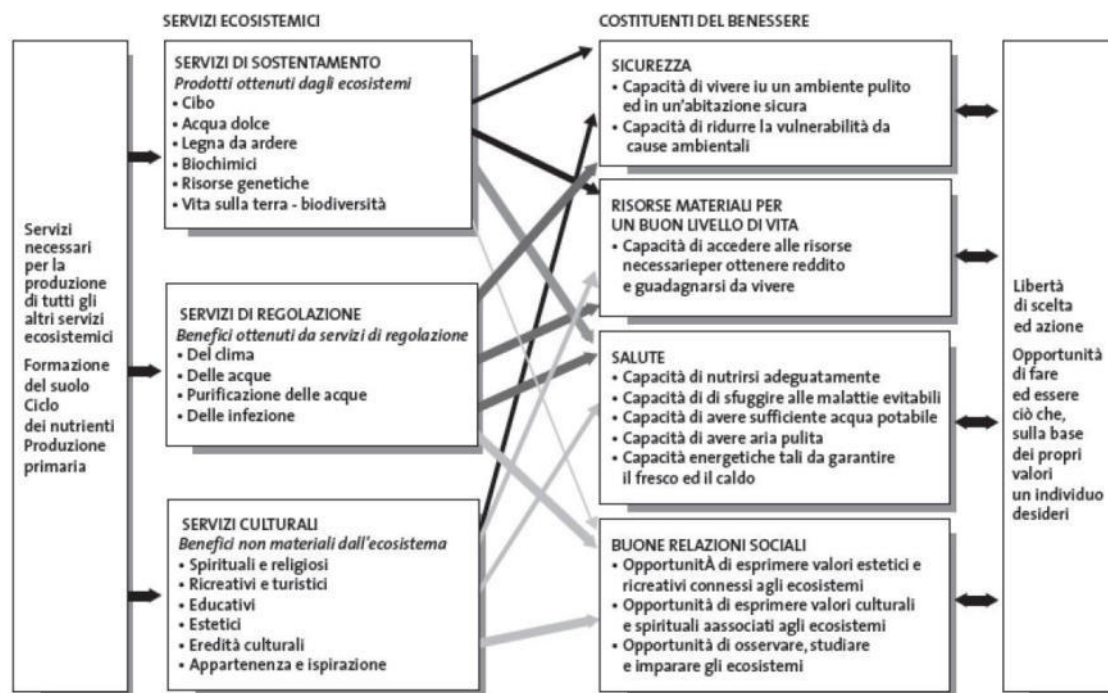 SERVIZI ECOSISTEMICI
COSTITUENTI DEL BENESSERE
Servizi
necessari
per la
produzione
di tutti gli
altri servizi
ecosistemici
Formazione
del suolo
Ciclo
dei nutrienti
Produzione
primaria
SERVIZI DI SOSTENTAMENTO
Prodotti ottenuti dagli ecosistemi
• Cibo
• Acqua dolce
• Legna da ardere
• Biochimici
• Risorse genetiche
• Vita sulla terra - biodiversità
SERVIZI DI REGOLAZIONE
Benefici ottenuti da servizi di regolazione
• Del clima
• Delle acque
• Purificazione delle acque
• Delle infezione
SERVIZI CULTURALI
Benefici non materiali dall'ecosistema
• Spirituali e religiosi
• Ricreativi e turistici
• Educativi
• Estetici
• Eredità culturali
• Appartenenza e ispirazione
SICUREZZA
• Capacità di vivere iu un ambiente pulito
ed in un'abitazione sicura
• Capacità di ridurre la vulnerabilità da
cause ambientali
RISORSE MATERIALI PER
UN BUON LIVELLO DI VITA
• Capacità di accedere alle risorse
necessarieper ottenere reddito
e guadagnarsi da vivere
SALUTE
• Capacità di nutrirsi adeguatamente
• Capacità di di sfuggire alle malattie evitabili
• Capacità di avere sufficiente acqua potabile
• Capacità di avere aria pulita
• Capacità energetiche tali da garantire
il fresco ed il caldo
BUONE RELAZIONI SOCIALI
• OpportunitÀ di esprimere valori estetici e
ricreativi connessi agli ecosistemi
• Opportunità di esprimere valori culturali
e spirituali aassociati agli ecosistemi
• Opportunità di osservare, studiare
e imparare gli ecosistemi
Libertà
di scelta
ed azione
Opportunità
di fare
ed essere
ciò che,
sulla base
dei propri
valori
un individuo
desideri